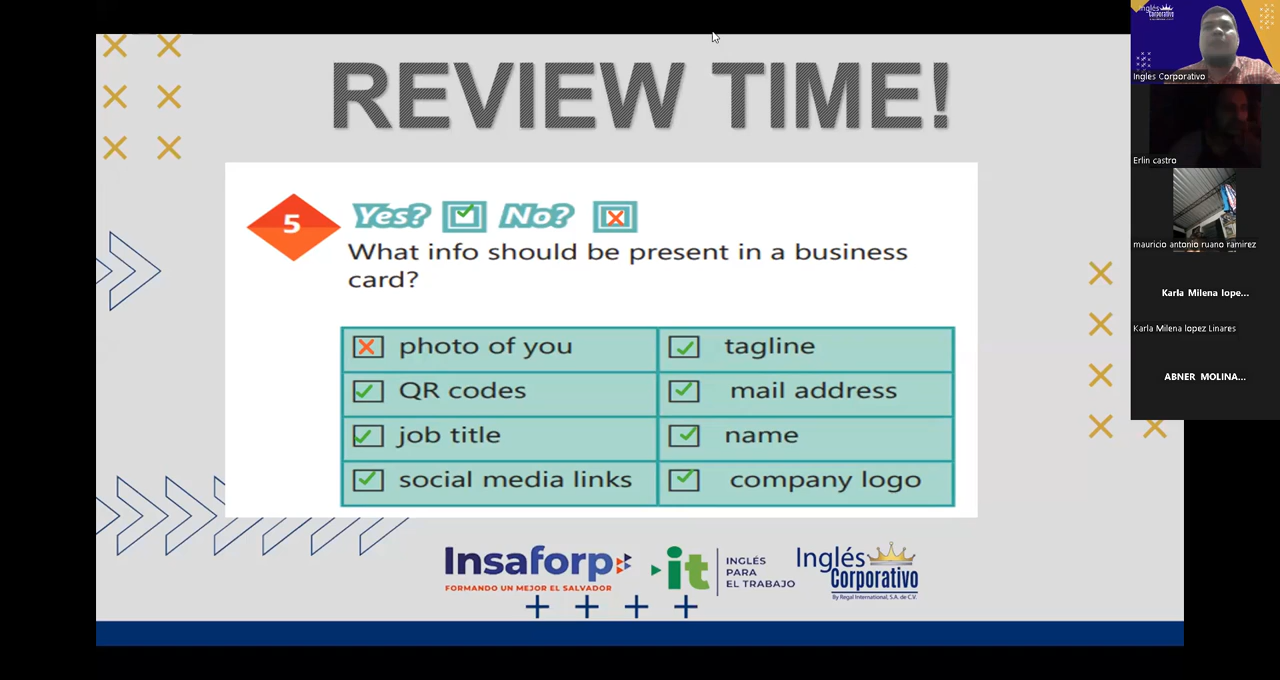 REVIEW TIME!
5
Yes? No?
What info should be present in a business
card?
photo of you
tagline
QR codes
mail address
job title
name
social media links
company logo
Insaforp
FORMANDO UN MEJOR EL SALVADOR
it
INGLÉS
PARA
EL TRABAJO
Inglés
Corporativo
By Regal International, S.A. de C.V.
Inglés
Corporativo
Ingles Corporativo
Erlin castro
mauricio antonio ruano ramirez
Karla Milena lope...
Karla Milena lopez Linares
ABNER MOLINA...